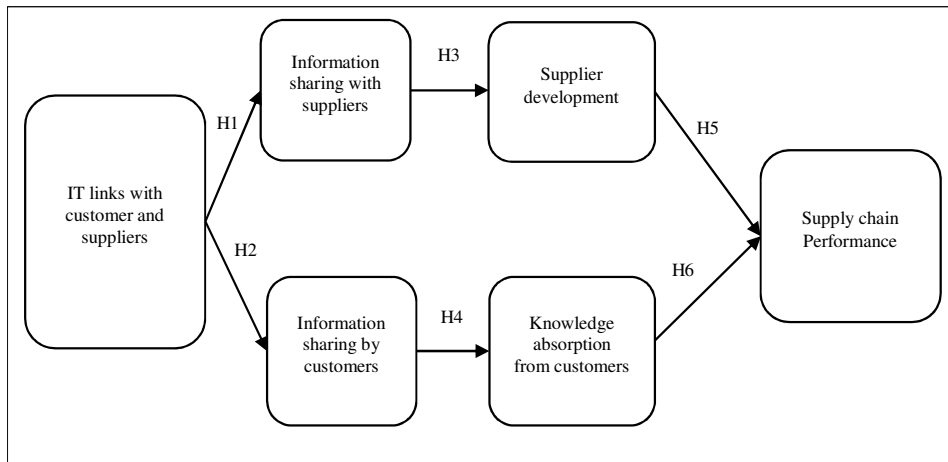 IT links with
customer and
suppliers
H1
H2
Information
sharing with
suppliers
H3
Supplier
development
H5
Information
sharing by
customers
H4
Knowledge
absorption
from customers
H6
Supply chain
Performance